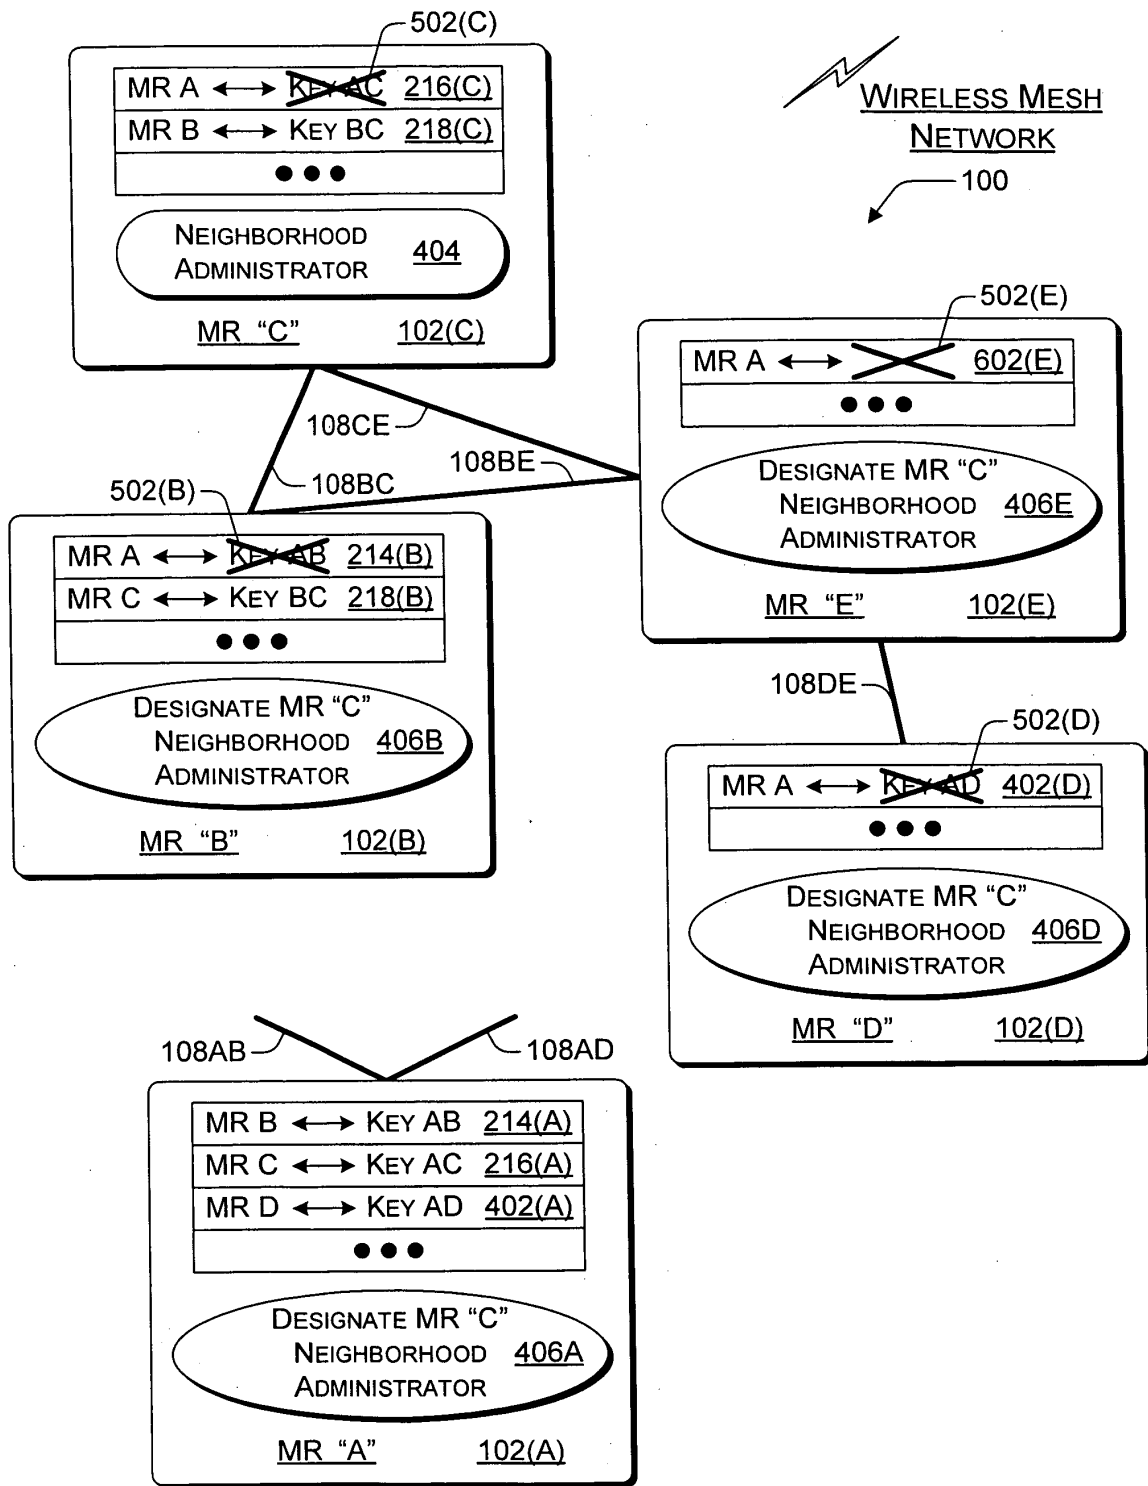 502(C)
MR A ↔ KEY AC 216(C)
MR B ↔ KEY BC 218(C)
●●●
NEIGHBORHOOD
ADMINISTRATOR 404
MR "C" 102(C)
WIRELESS MESH
NETWORK
100
502(E)
MR A ↔ 602(E)
●●●
DESIGNATE MR "C"
NEIGHBORHOOD 406E
ADMINISTRATOR
MR "E" 102(E)
108CE
108BE
108BC
502(B)
MR A ↔ KEY AB 214(B)
MR C ↔ KEY BC 218(B)
●●●
DESIGNATE MR "C"
NEIGHBORHOOD 406B
ADMINISTRATOR
MR "B" 102(B)
108DE
502(D)
MR A ↔ KEY AD 402(D)
●●●
DESIGNATE MR "C"
NEIGHBORHOOD 406D
ADMINISTRATOR
MR "D" 102(D)
108AB
108AD
MR B ↔ KEY AB 214(A)
MR C ↔ KEY AC 216(A)
MR D ↔ KEY AD 402(A)
●●●
DESIGNATE MR "C"
NEIGHBORHOOD 406A
ADMINISTRATOR
MR "A" 102(A)